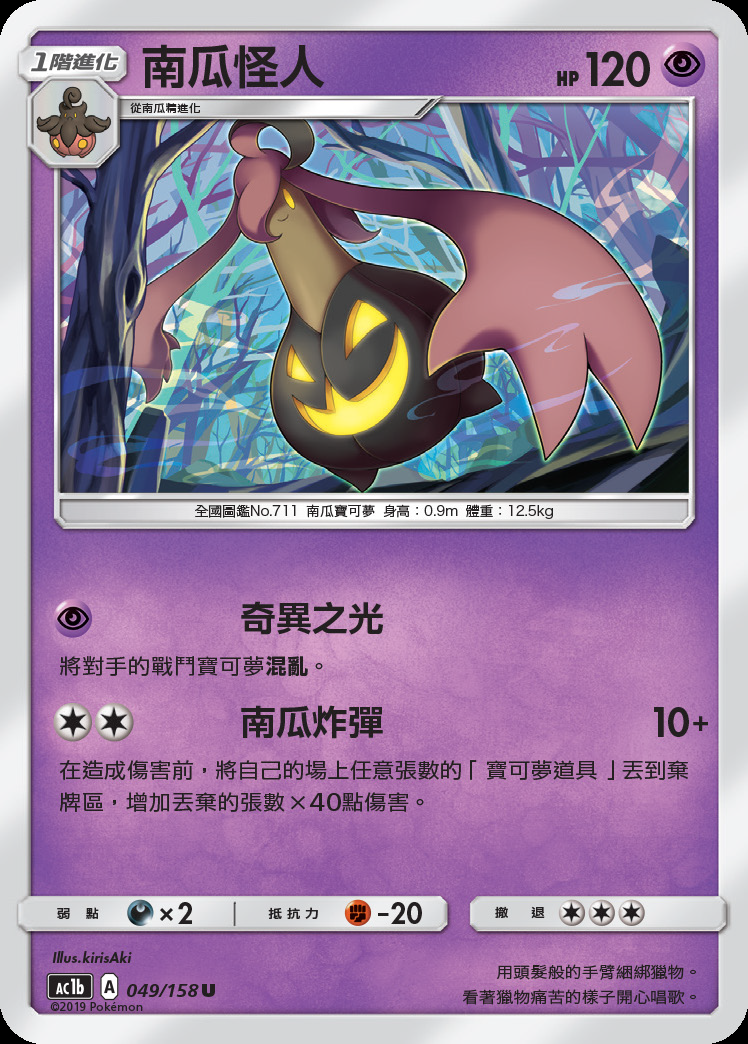 1階進化 南瓜怪人 HP 120
從南瓜精進化
全國圖鑑No.711 南瓜寶可夢 身高：0.9m 體重：12.5kg
奇異之光
將對手的戰鬥寶可夢混亂。
南瓜炸彈 10+
在造成傷害前，將自己的場上任意張數的「寶可夢道具」丟到棄
牌區，增加丟棄的張數×40點傷害。
弱點 ×2 抵抗力 -20 撤退
Illus.kirisAki
AC1b A 049/158 U
©2019 Pokémon
用頭髮般的手臂綑綁獵物。
看著獵物痛苦的樣子開心唱歌。